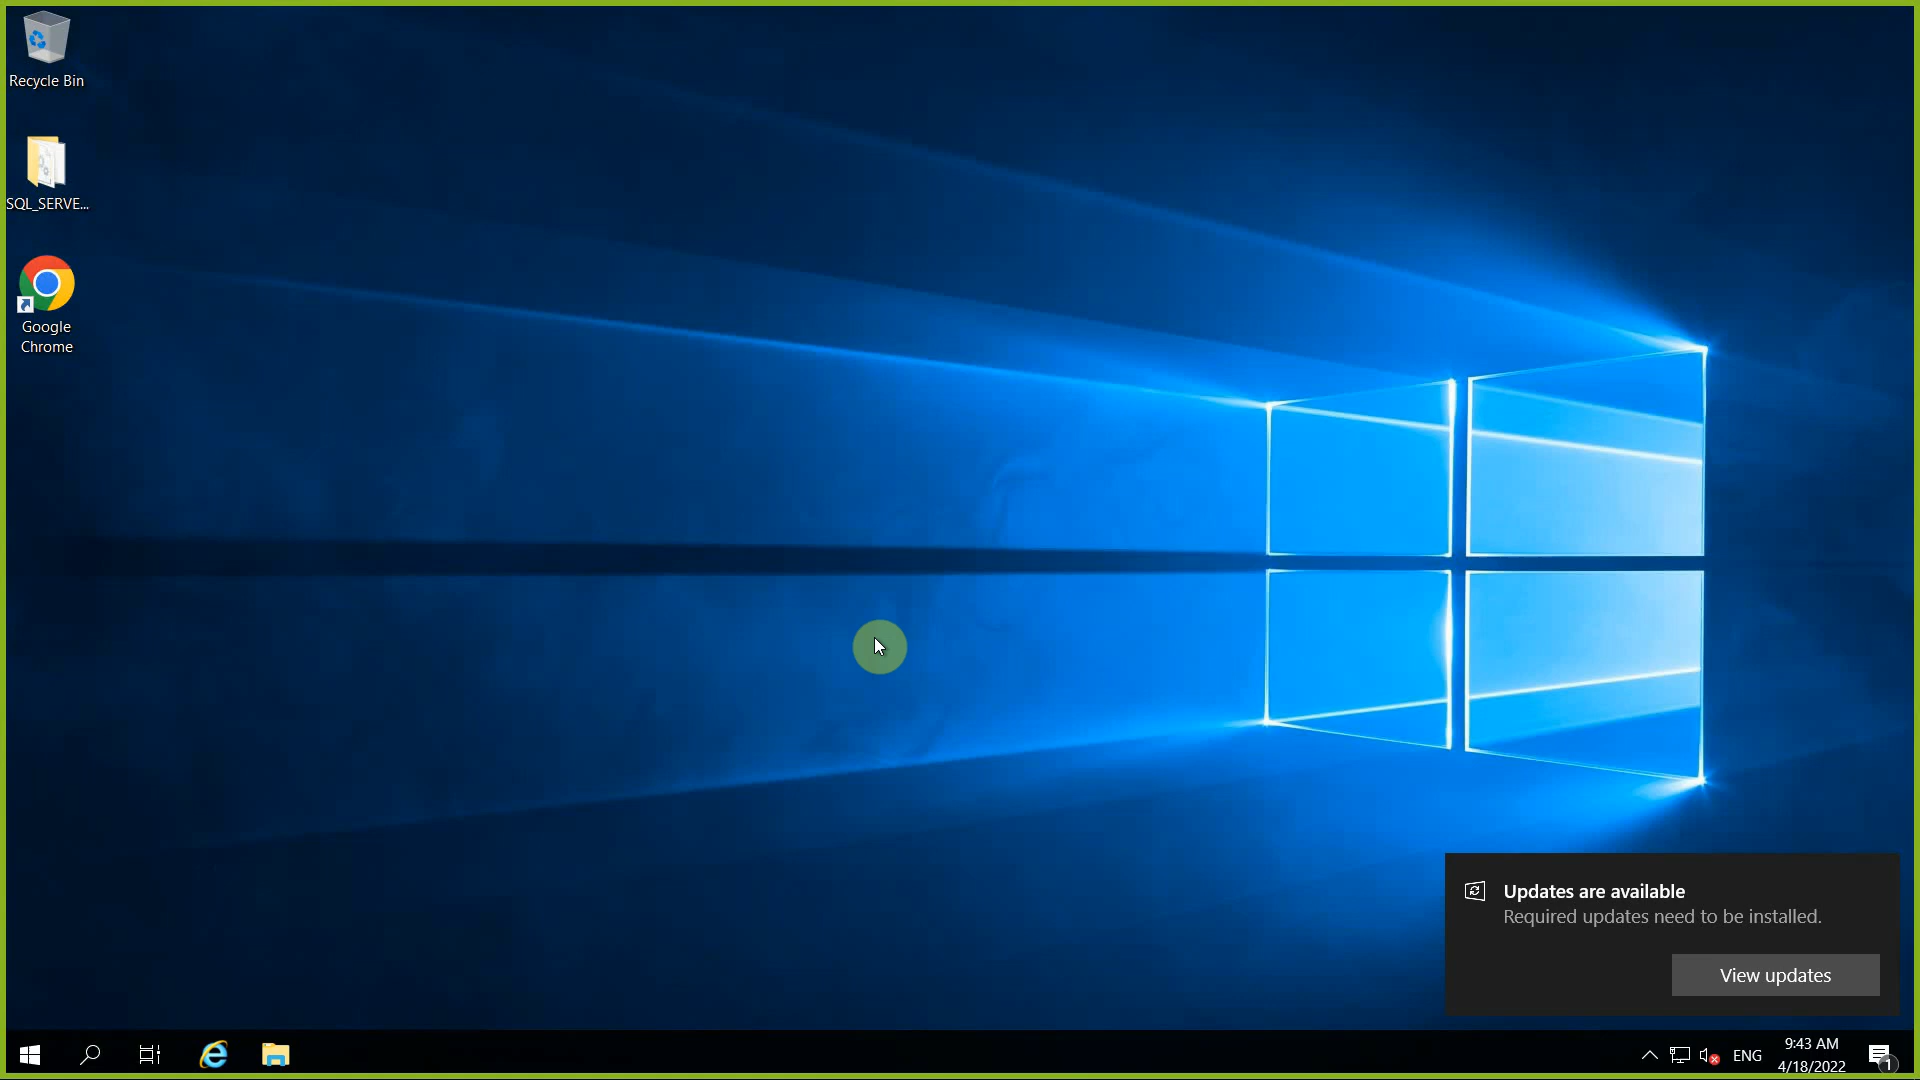 Recycle Bin
SQL_SERVE...
Google
Chrome
Updates are available
Required updates need to be installed.
View updates
ENG
9:43 AM
4/18/2022
1